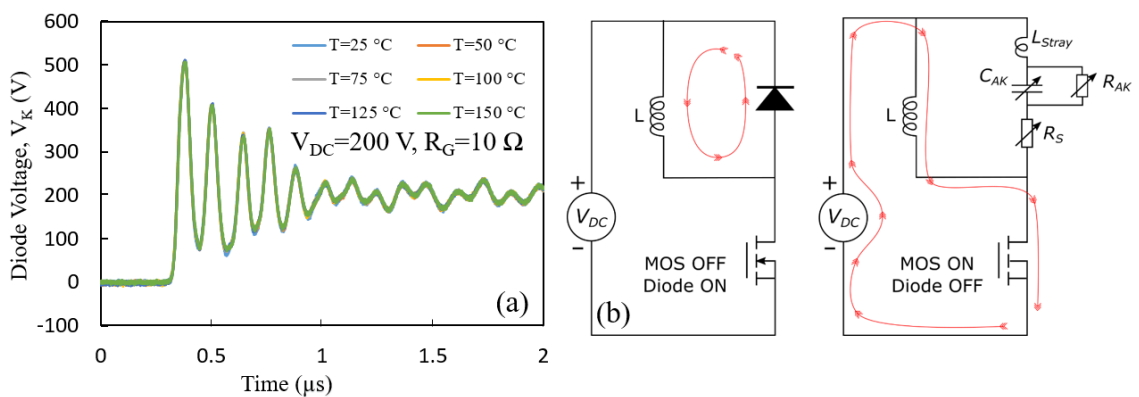 600
500
400
300
200
100
0
-100
Diode Voltage, V_K (V)
T=25 °C T=50 °C
T=75 °C T=100 °C
T=125 °C T=150 °C
V_DC=200 V, R_G=10 Ω
(a)
0 0.5 1 1.5 2
Time (µs)
(b)
L
+
V_DC
−
MOS OFF
Diode ON
L_Stray
C_AK
R_AK
L
R_S
+
V_DC
−
MOS ON
Diode OFF